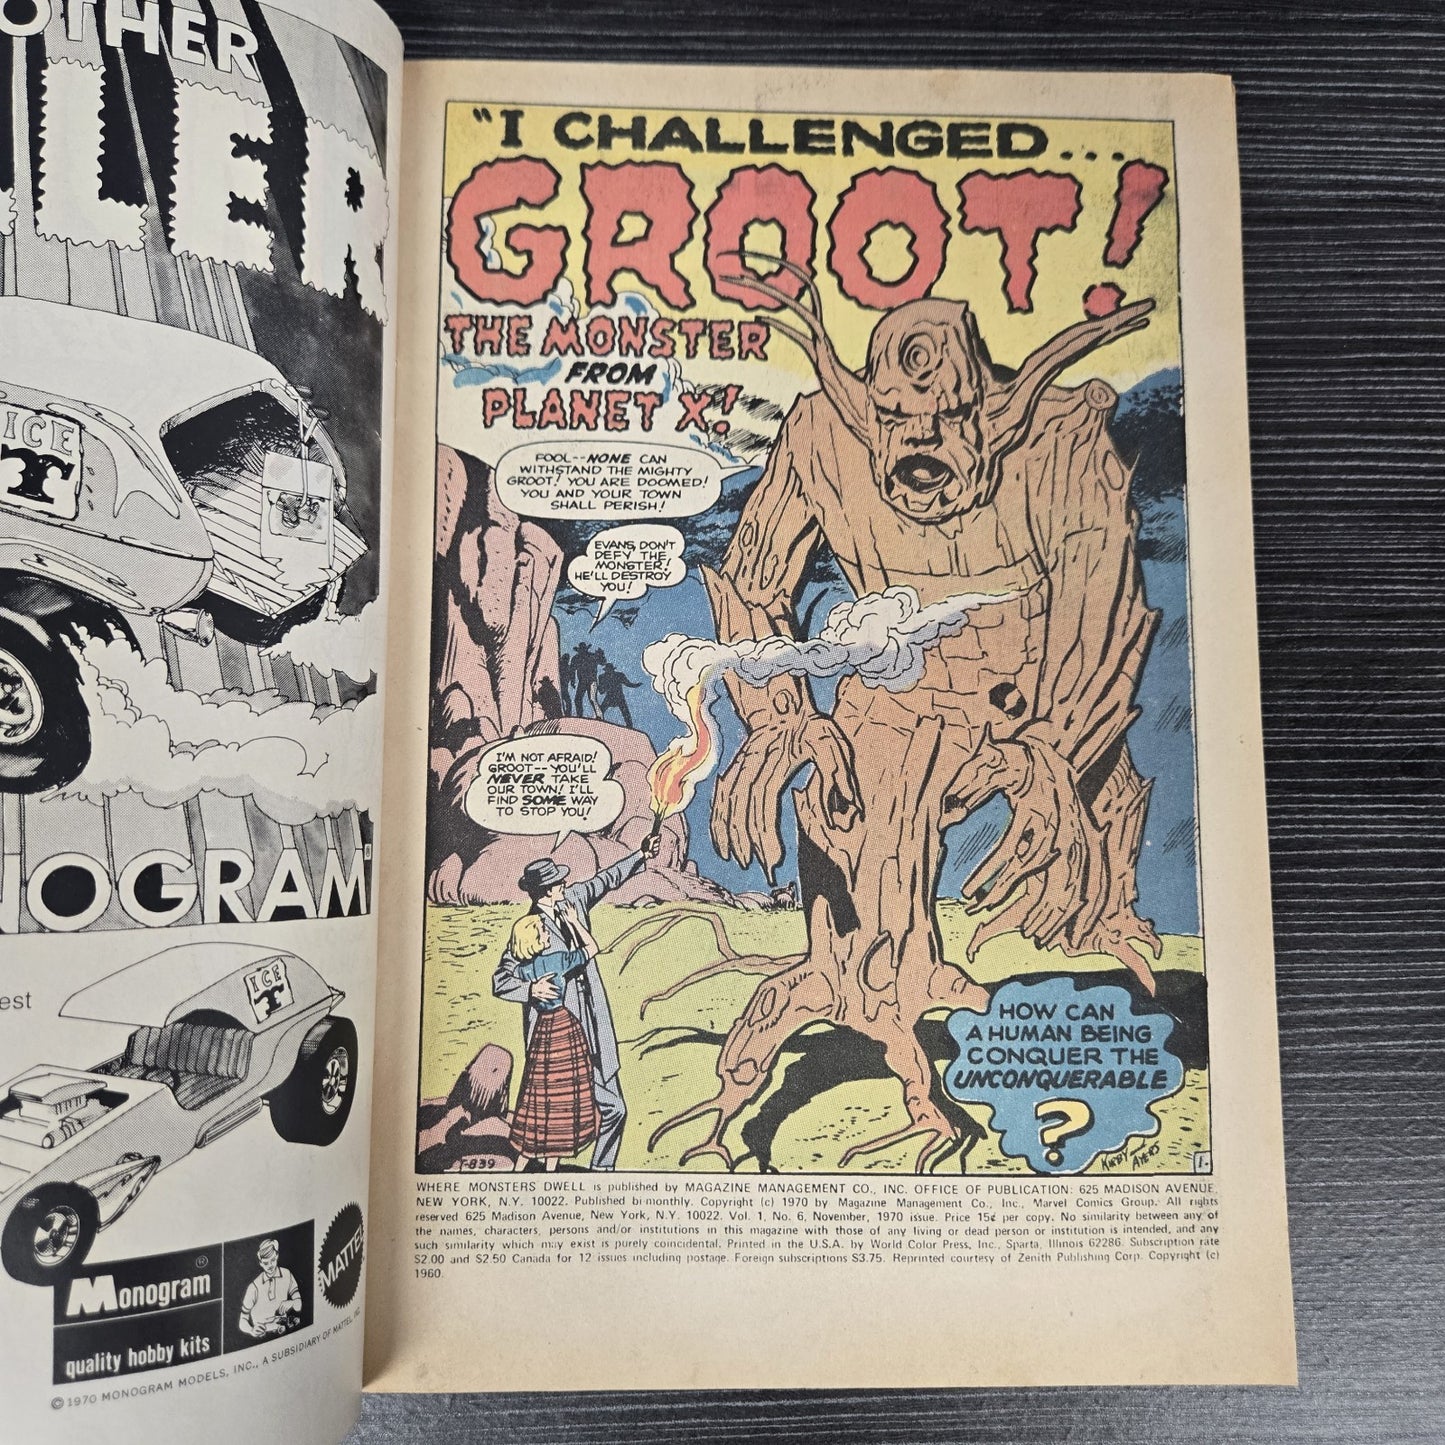 OTHER
LER
ICE
T
NOGRAM
est
ICE
T
Monogram®
quality hobby kits
MATTEL
© 1970 MONOGRAM MODELS, INC., A SUBSIDIARY OF MATTEL, INC.
"I CHALLENGED...
GROOT!
THE MONSTER
FROM
PLANET X!
FOOL--NONE CAN
WITHSTAND THE MIGHTY
GROOT! YOU ARE DOOMED!
YOU AND YOUR TOWN
SHALL PERISH!
EVANS, DON'T
DEFY THE
MONSTER!
HE'LL DESTROY
YOU!
I'M NOT AFRAID!
GROOT-- YOU'LL
NEVER TAKE
OUR TOWN! I'LL
FIND SOME WAY
TO STOP YOU!
HOW CAN
A HUMAN BEING
CONQUER THE
UNCONQUERABLE
?
T-839
KIRBY
AYERS
1.
WHERE MONSTERS DWELL is published by MAGAZINE MANAGEMENT CO., INC. OFFICE OF PUBLICATION: 625 MADISON AVENUE,
NEW YORK, N.Y. 10022. Published bi-monthly. Copyright (c) 1970 by Magazine Management Co., Inc., Marvel Comics Group. All rights
reserved 625 Madison Avenue, New York, N.Y. 10022. Vol. 1, No. 6, November, 1970 issue. Price 15¢ per copy. No similarity between any of
the names, characters, persons and/or institutions in this magazine with those of any living or dead person or institution is intended, and any
such similarity which may exist is purely coincidental. Printed in the U.S.A. by World Color Press, Inc., Sparta, Illinois 62286. Subscription rate
$2.00 and $2.50 Canada for 12 issues including postage. Foreign subscriptions $3.75. Reprinted courtesy of Zenith Publishing Corp. Copyright (c)
1960.